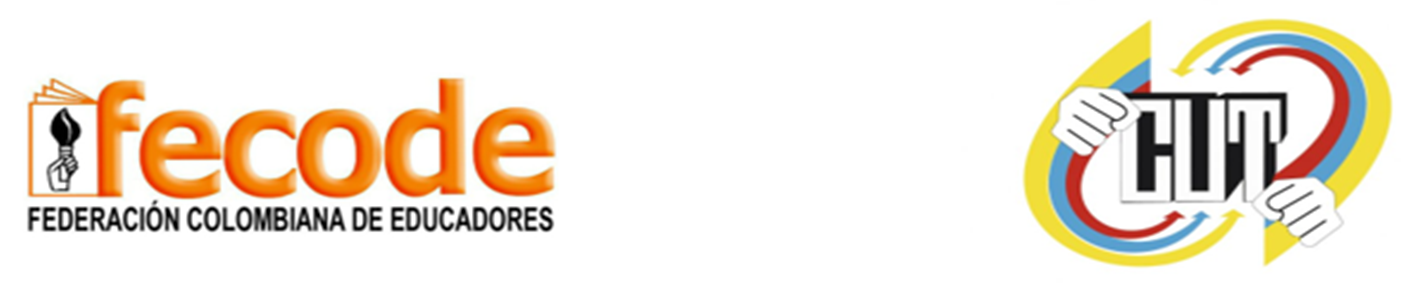 fecode
FEDERACIÓN COLOMBIANA DE EDUCADORES
CUT